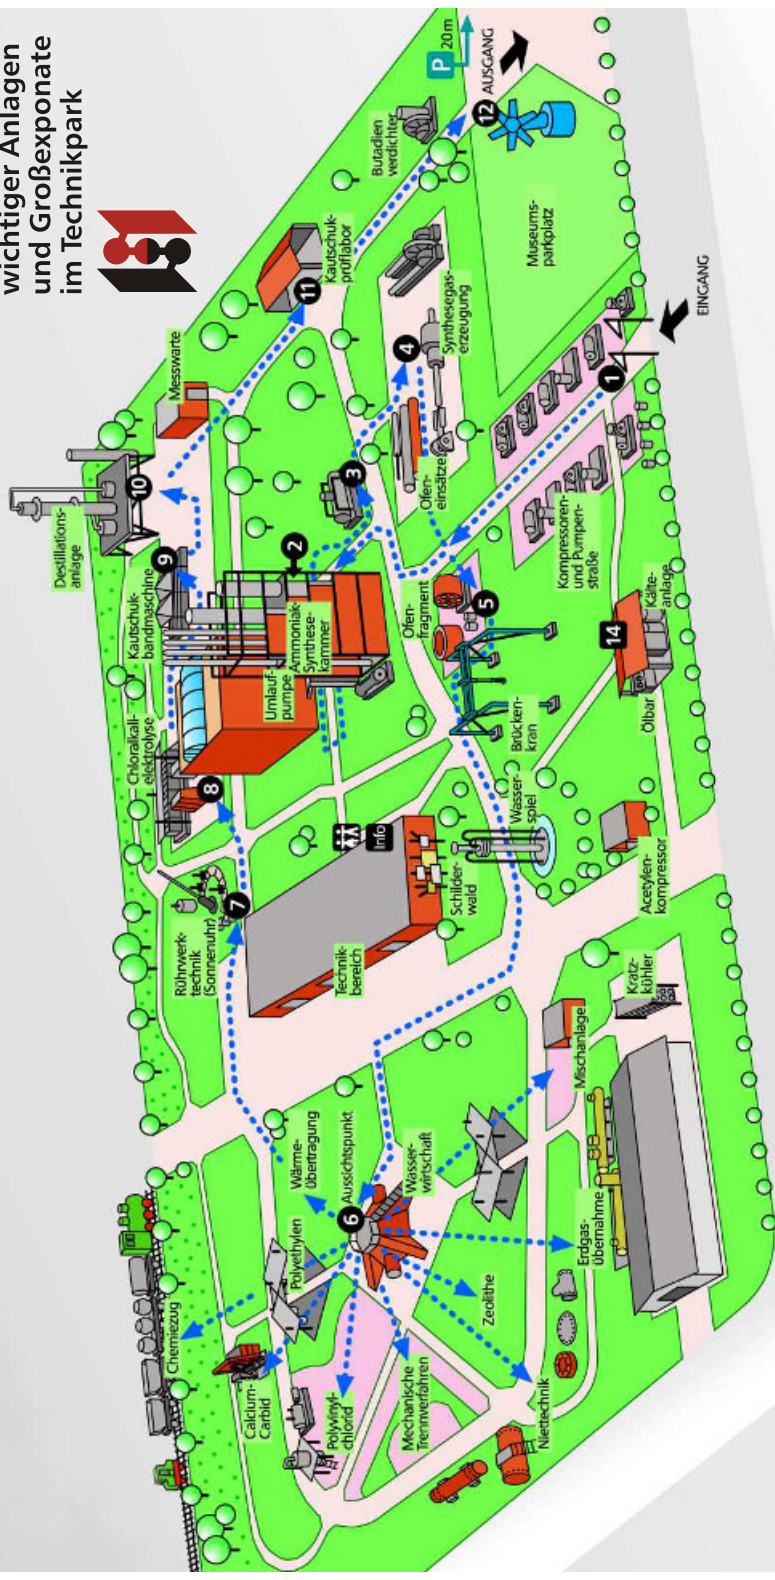 wichtiger Anlagen
und Großexponate
im Technikpark
P
20m
AUSGANG
12
Butadien
verdichter
Museums-
parkplatz
EINGANG
11
Kautschuk-
prüflabor
Synthesegas-
erzeugung
4
1
Messwarte
Ofen-
einsätze
3
Kompressoren-
und Pumpen-
straße
10
Destillations-
anlage
9
Kautschuk-
bandmaschine
2
Ammoniak-
Synthese-
kammer
Umlauf-
pumpe
Ofen-
fragment
5
14
Kälte-
anlage
Ölbar
Brücken-
kran
Chloralkali-
elektrolyse
8
Info
Wasser-
spiel
Schilder-
wald
Acetylen-
kompressor
7
Rührwerk-
technik
(Sonnenuhr)
Technik-
bereich
Kratz-
kühler
Mischanlage
Wärme-
übertragung
Aussichtspunkt
6
Wasser-
wirtschaft
Erdgas-
übernahme
Polyethylen
Zeolithe
Chemiezug
Calcium-
Carbid
Polyvinyl-
chlorid
Mechanische
Trennverfahren
Niettechnik